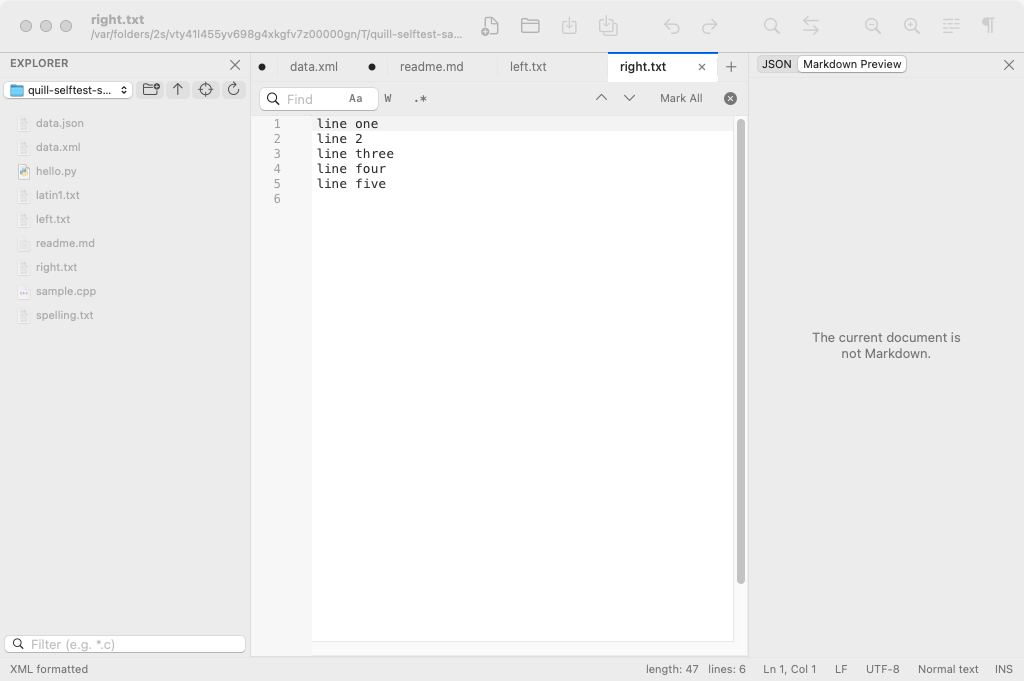 right.txt
/var/folders/2s/vty41l455yv698g4xkgfv7z00000gn/T/quill-selftest-sa...
EXPLORER
quill-selftest-s...
data.json
data.xml
hello.py
latin1.txt
left.txt
readme.md
right.txt
sample.cpp
spelling.txt
Filter (e.g. *.c)
data.xml readme.md left.txt right.txt
Find Aa W .* Mark All
1 line one
2 line 2
3 line three
4 line four
5 line five
6
JSON Markdown Preview
The current document is
not Markdown.
XML formatted length: 47 lines: 6 Ln 1, Col 1 LF UTF-8 Normal text INS